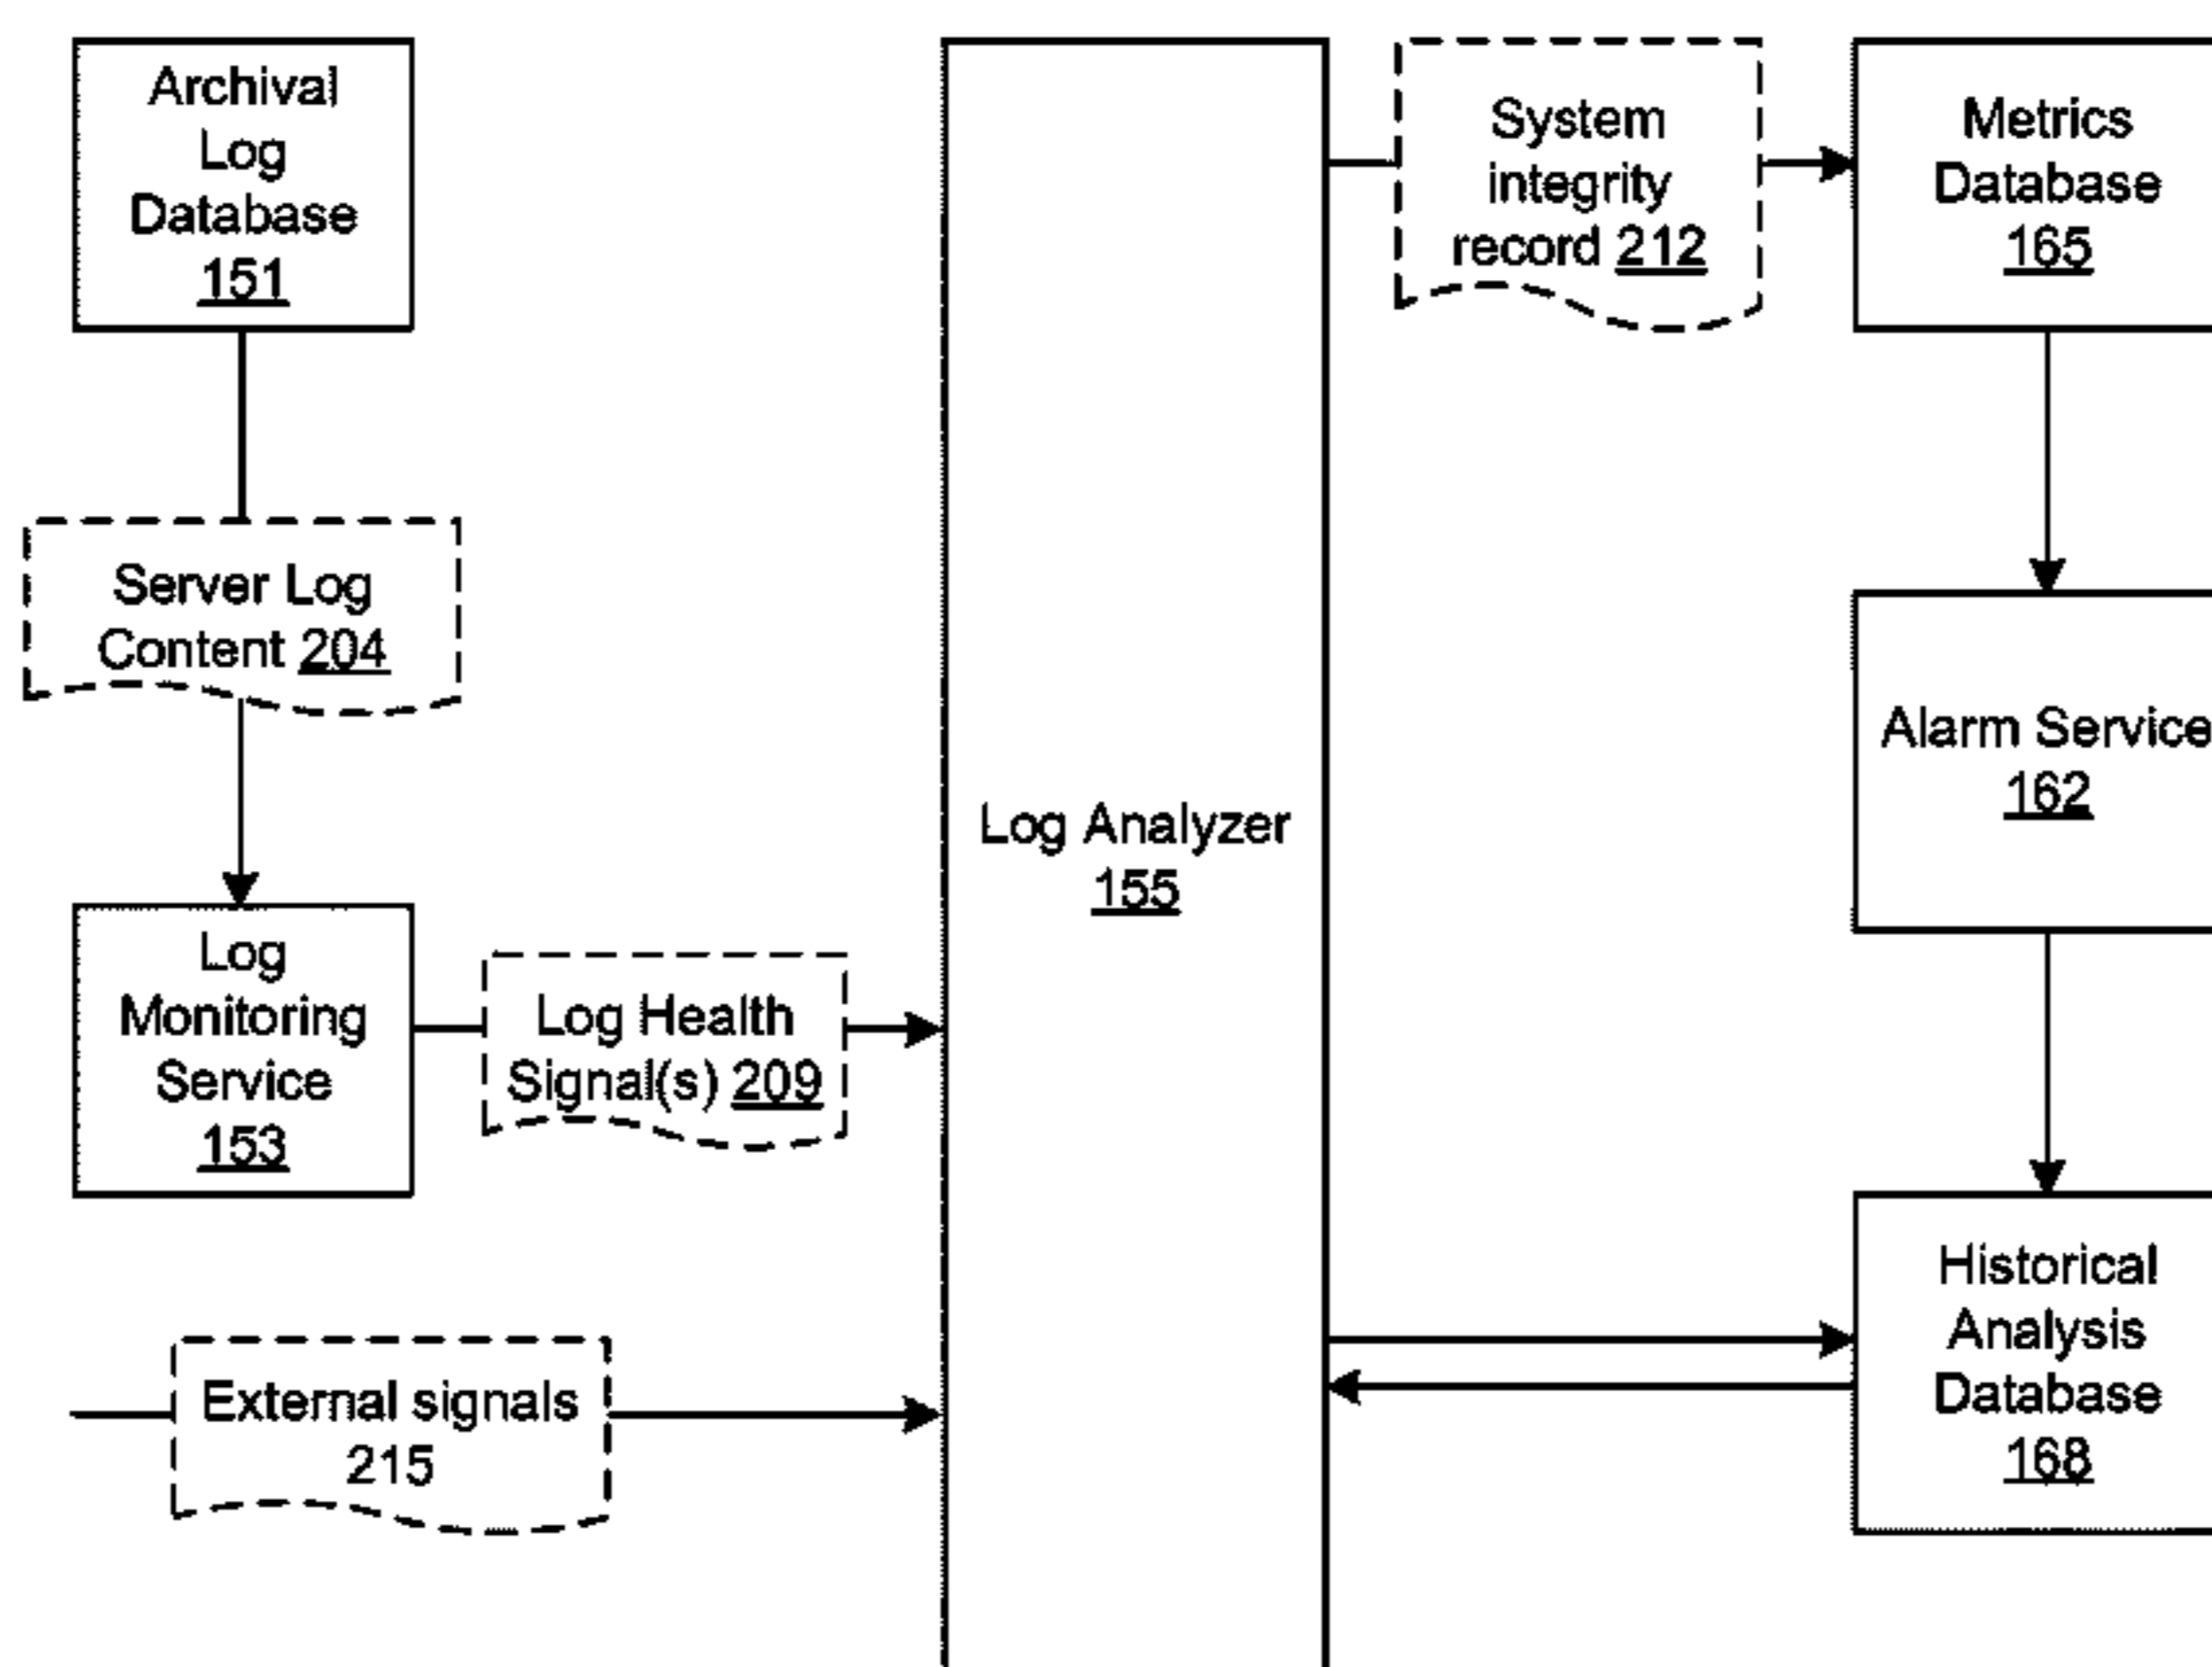 Archival
Log
Database
151
Server Log
Content 204
Log
Monitoring
Service
153
Log Health
Signal(s) 209
External signals
215
Log Analyzer
155
System
integrity
record 212
Metrics
Database
165
Alarm Service
162
Historical
Analysis
Database
168